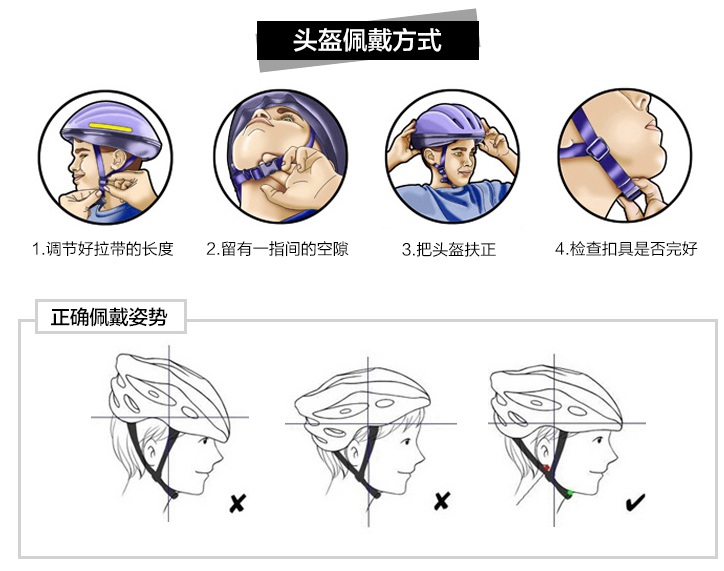 头盔佩戴方式
1.调节好拉带的长度
2.留有一指间的空隙
3.把头盔扶正
4.检查扣具是否完好
正确佩戴姿势